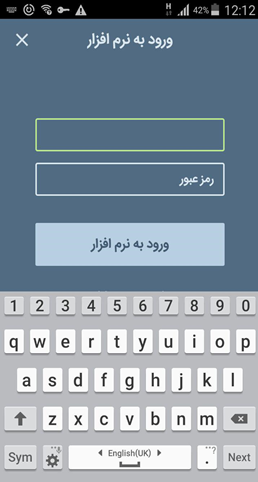 H 42% 12:12
ورود به نرم افزار
رمز عبور
ورود به نرم افزار
1 2 3 4 5 6 7 8 9 0
q w e r t y u i o p
a s d f g h j k l
z x c v b n m
Sym English(UK) . ,,? Next